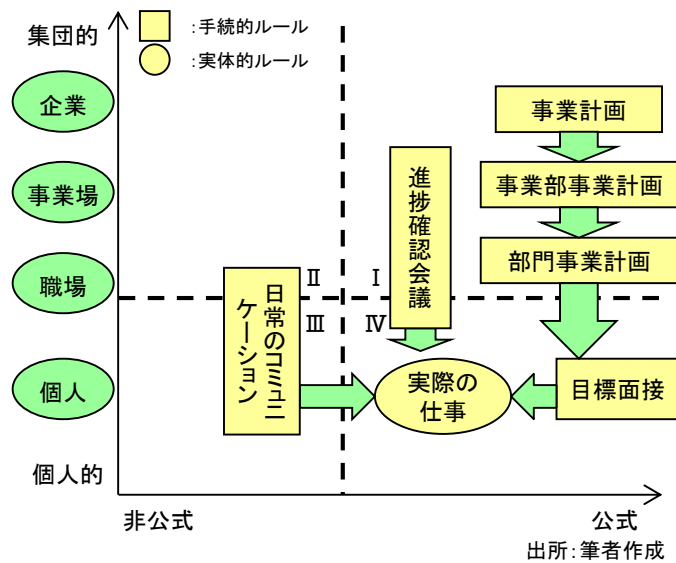 集団的
：手続的ルール
：実体的ルール
企業
事業場
職場
個人
個人的
事業計画
事業部事業計画
部門事業計画
進捗確認会議
Ⅱ
Ⅰ
Ⅲ
Ⅳ
日常のコミュニ
ケーション
実際の
仕事
目標面接
非公式
公式
出所：筆者作成